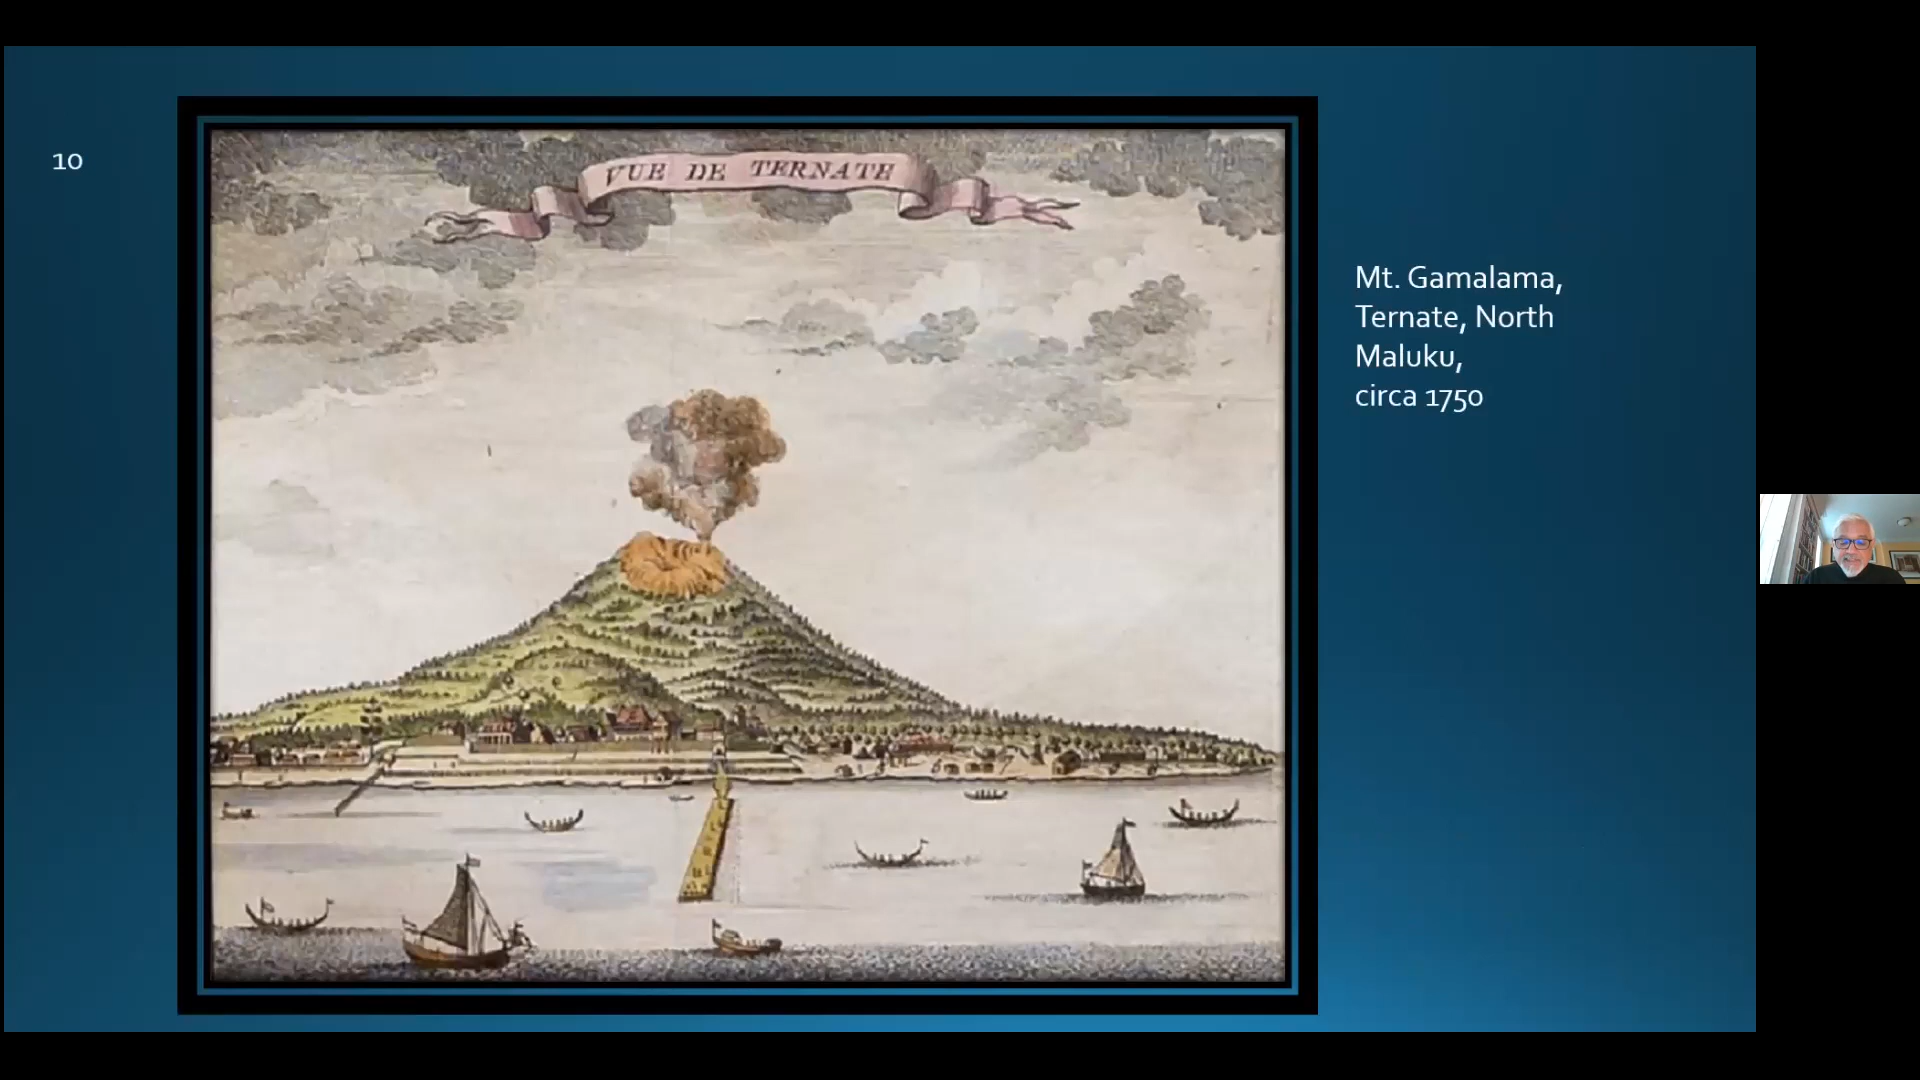 10
VUE DE TERNATE
Mt. Gamalama,
Ternate, North
Maluku,
circa 1750